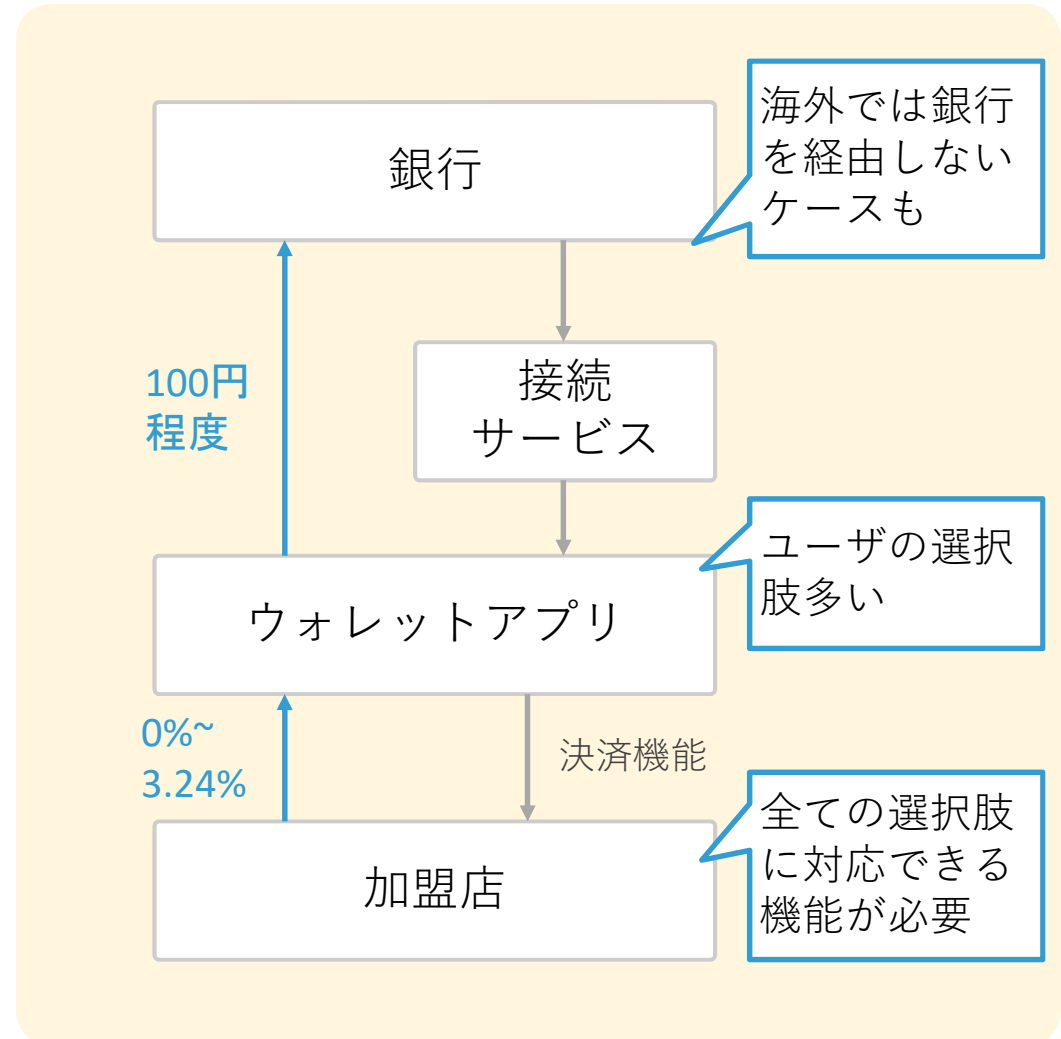 銀行
海外では銀行
を経由しない
ケースも
100円
程度
接続
サービス
ウォレットアプリ
ユーザの選択
肢多い
0%~
3.24%
決済機能
加盟店
全ての選択肢
に対応できる
機能が必要